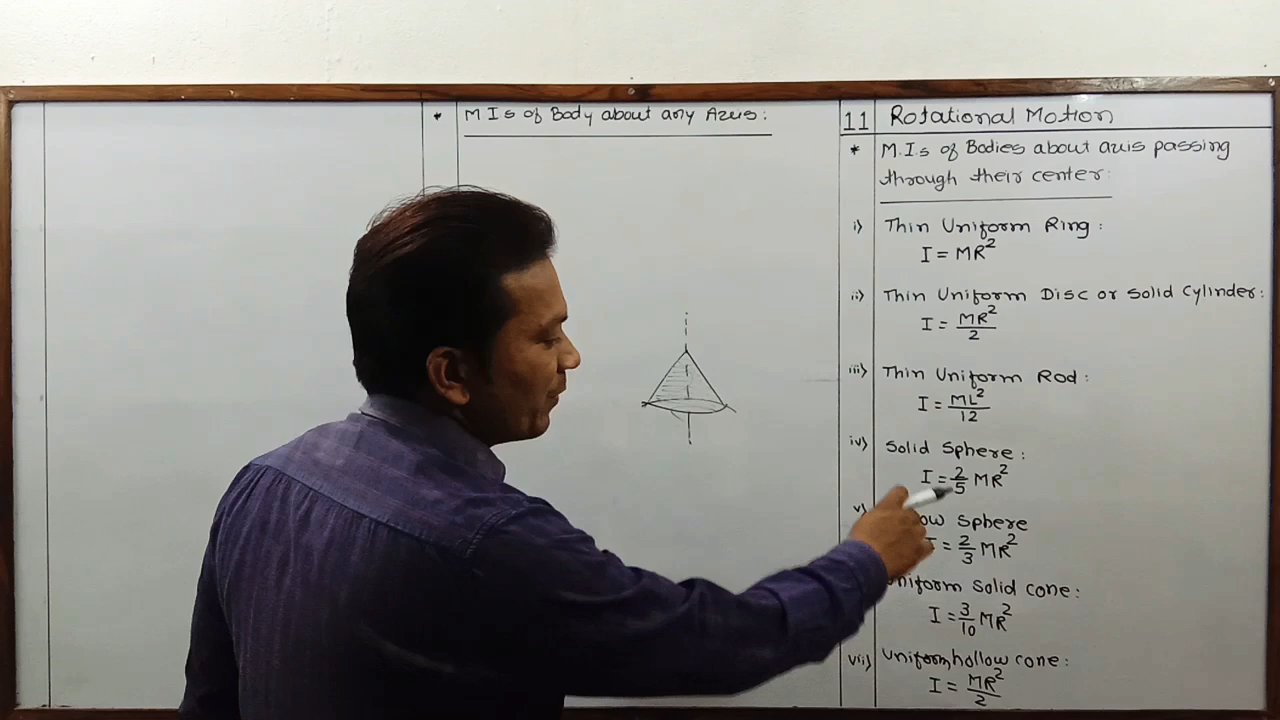 * M I s of Body about any Axis:
11 Rotational Motion
* M.I.s of Bodies about axis passing
through their center:
i) Thin Uniform Ring:
I = MR²
ii) Thin Uniform Disc or Solid Cylinder:
I = MR²/2
iii) Thin Uniform Rod:
I = ML²/12
iv) Solid Sphere:
I = 2/5 MR²
v) Sphere
= 2/3 MR²
Solid cone:
I = 3/10 MR²
vii) Uniform hollow cone:
I = MR²/2